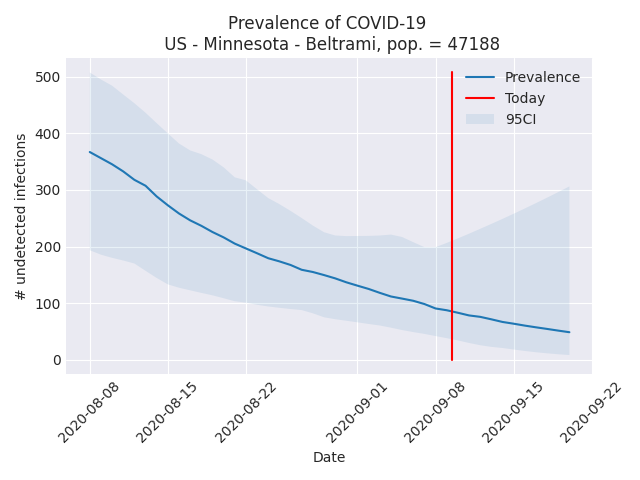 Prevalence of COVID-19
US - Minnesota - Beltrami, pop. = 47188
Prevalence
Today
95CI
# undetected infections
500
400
300
200
100
0
2020-08-08
2020-08-15
2020-08-22
2020-09-01
2020-09-08
2020-09-15
2020-09-22
Date